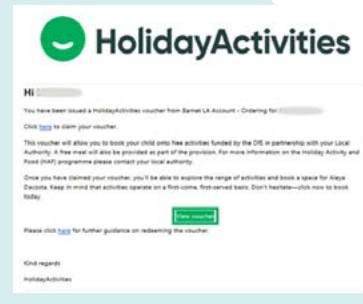 HolidayActivities
Hi
You have been issued a HolidayActivities voucher from Barnet LA Account - Ordering for
Click here to claim your voucher.
This voucher will allow you to book your child onto free activities funded by the DfE in partnership with your Local
Authority. A free meal will also be provided as part of the provision. For more information on the Holiday Activity and
Food (HAF) programme please contact your local authority.
Once you have claimed your voucher, you'll be able to explore the range of activities and book a space for Aleya
Dacosta. Keep in mind that activities operate on a first-come, first-served basis. Don't hesitate—click now to book
today.
View voucher
Please click here for further guidance on redeeming the voucher.
Kind regards
HolidayActivities